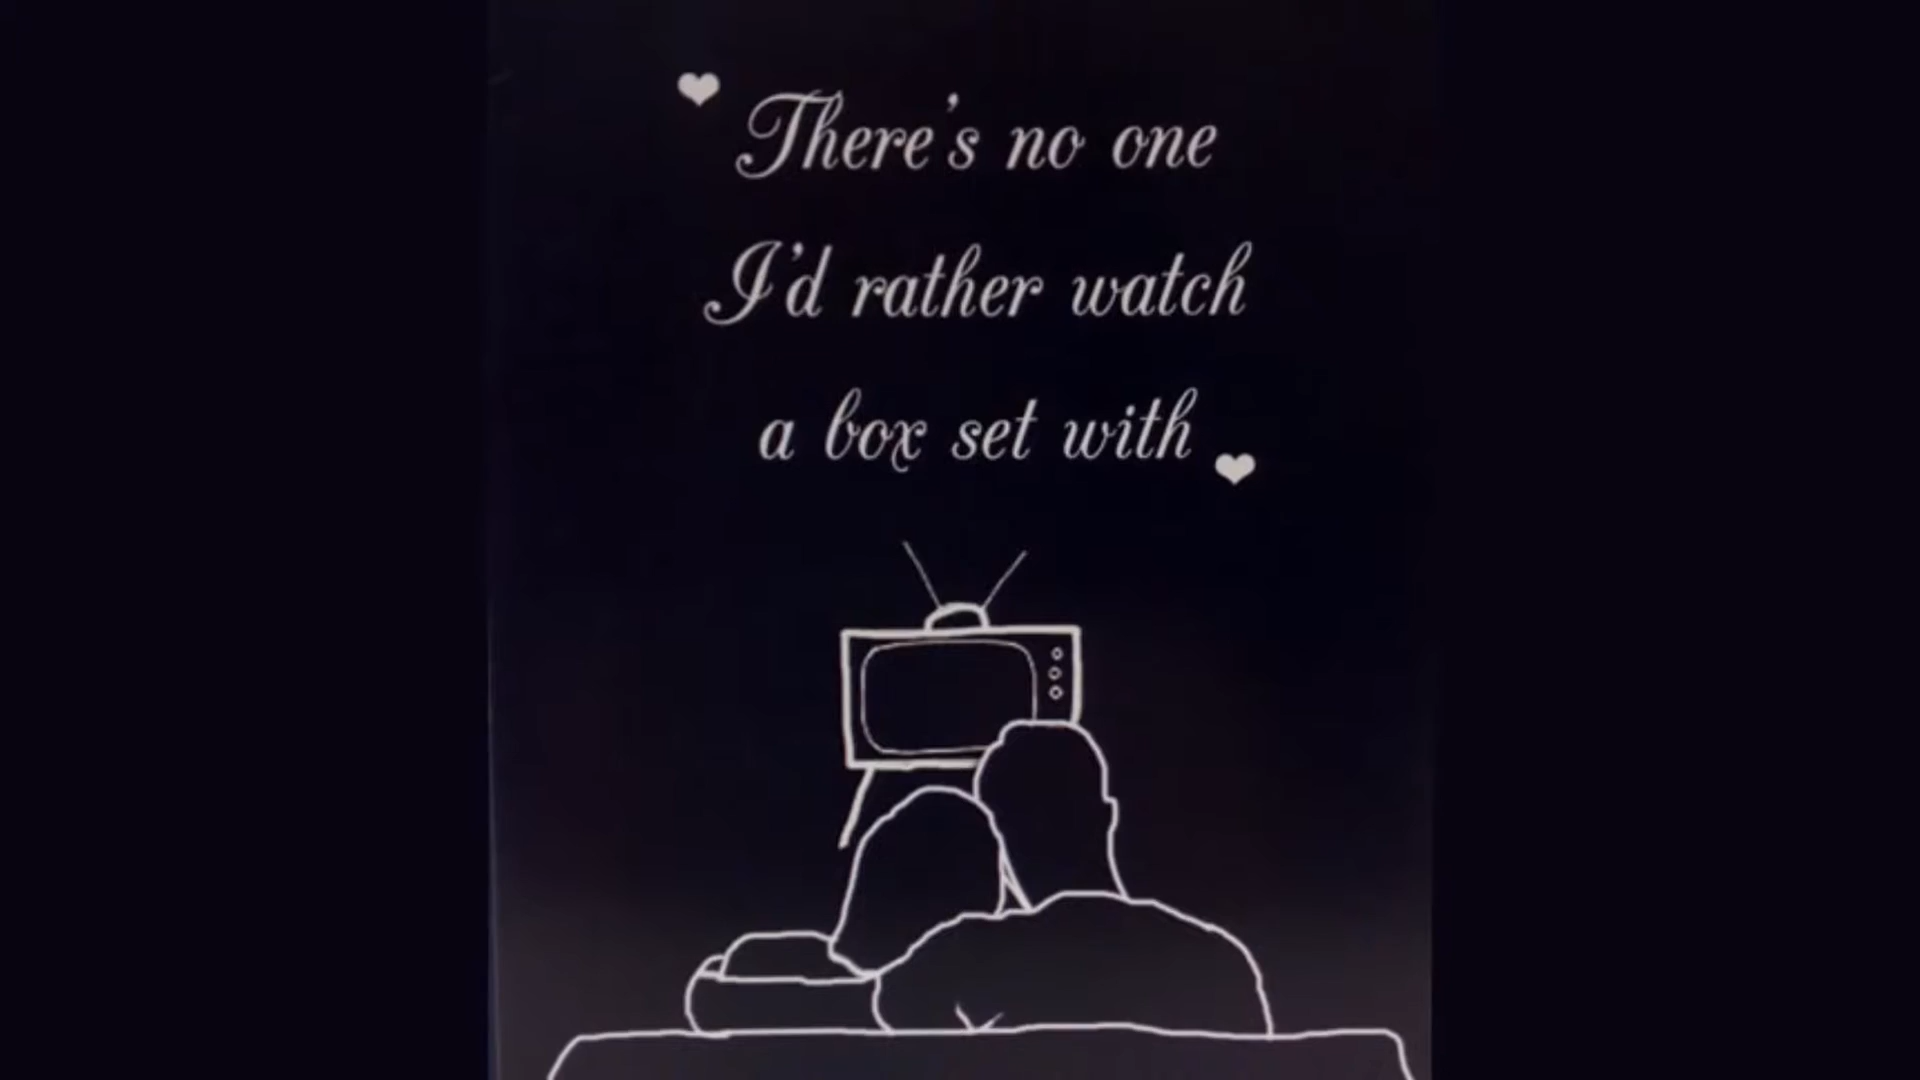 There's no one
I'd rather watch
a box set with